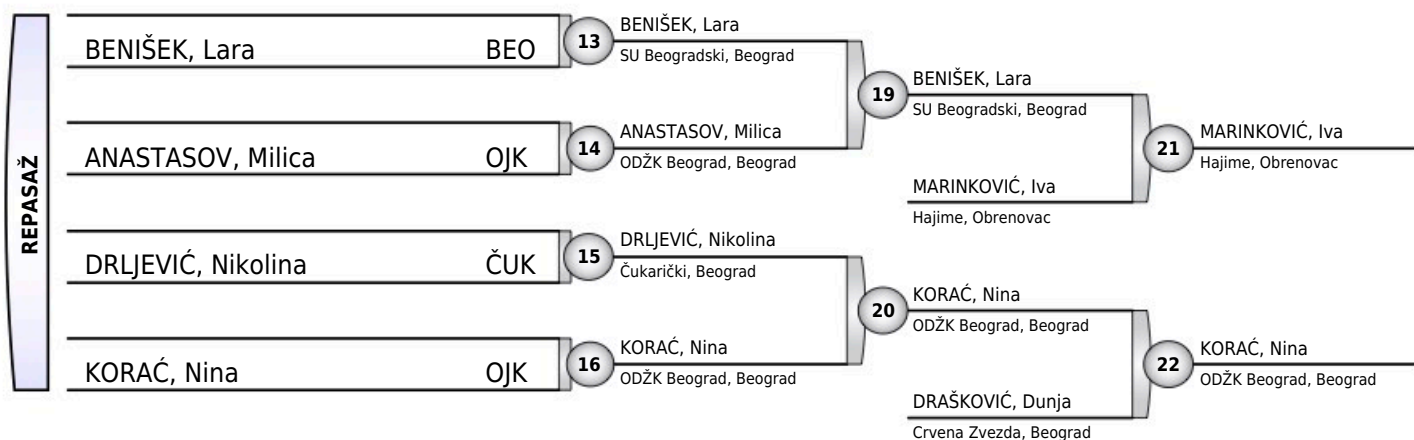 REPASAŽ
BENIŠEK, Lara BEO
13
BENIŠEK, Lara
SU Beogradski, Beograd
ANASTASOV, Milica OJK
14
ANASTASOV, Milica
ODŽK Beograd, Beograd
19
BENIŠEK, Lara
SU Beogradski, Beograd
MARINKOVIĆ, Iva
Hajime, Obrenovac
21
MARINKOVIĆ, Iva
Hajime, Obrenovac
DRLJEVIĆ, Nikolina ČUK
15
DRLJEVIĆ, Nikolina
Čukarički, Beograd
KORAĆ, Nina OJK
16
KORAĆ, Nina
ODŽK Beograd, Beograd
20
KORAĆ, Nina
ODŽK Beograd, Beograd
DRAŠKOVIĆ, Dunja
Crvena Zvezda, Beograd
22
KORAĆ, Nina
ODŽK Beograd, Beograd